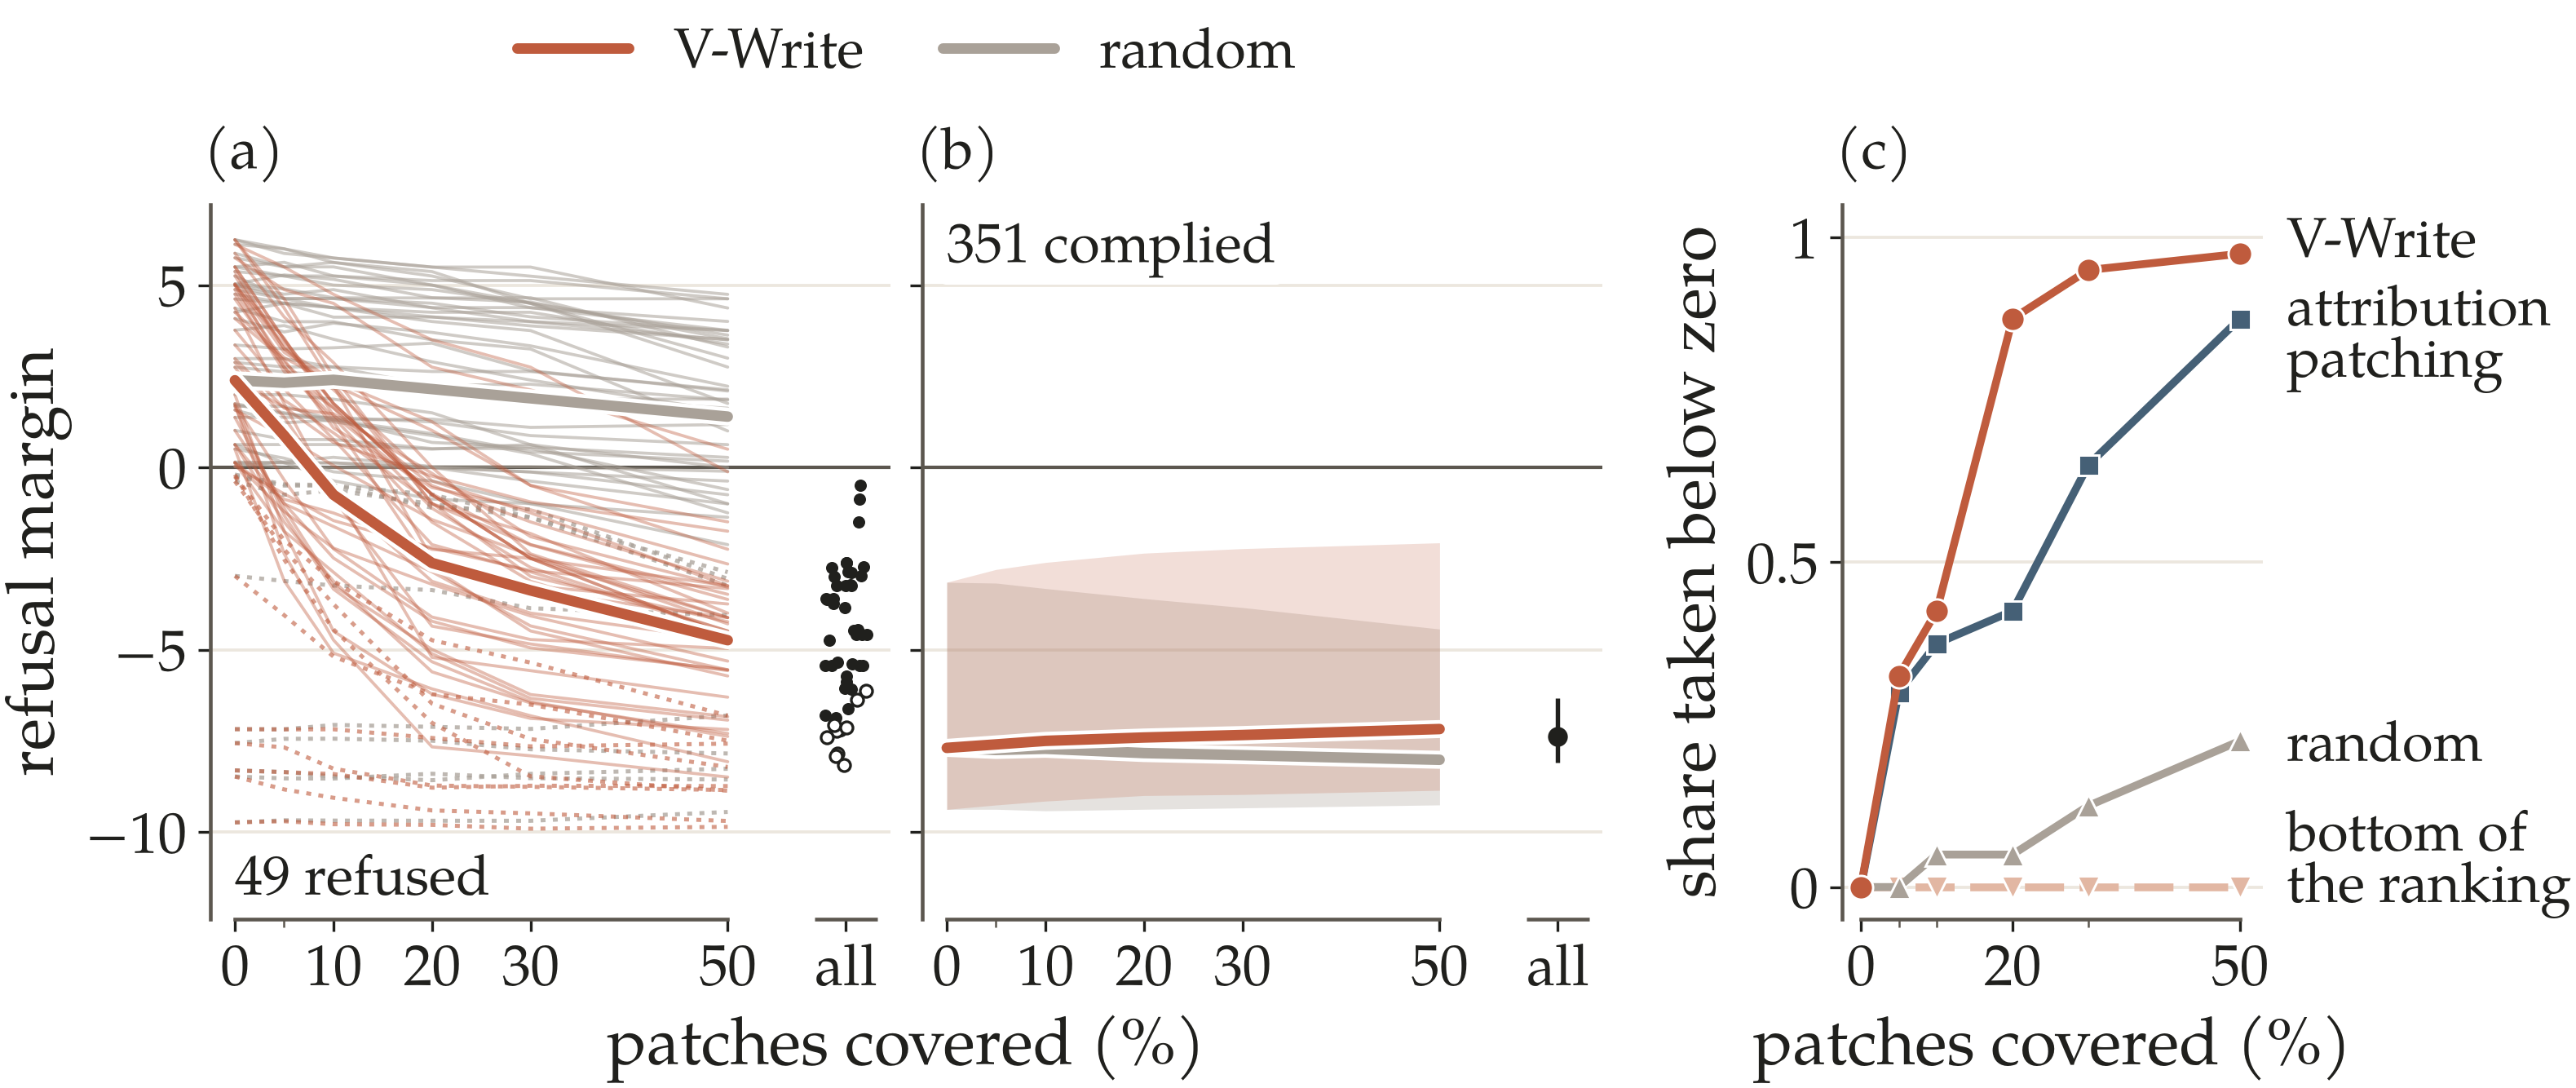 V-Write
random
(a)
(b)
(c)
refusal margin
5
0
−5
−10
49 refused
0
10
20
30
50
all
351 complied
0
10
20
30
50
all
patches covered (%)
share taken below zero
1
0.5
0
V-Write
attribution
patching
random
bottom of
the ranking
0
20
50
patches covered (%)